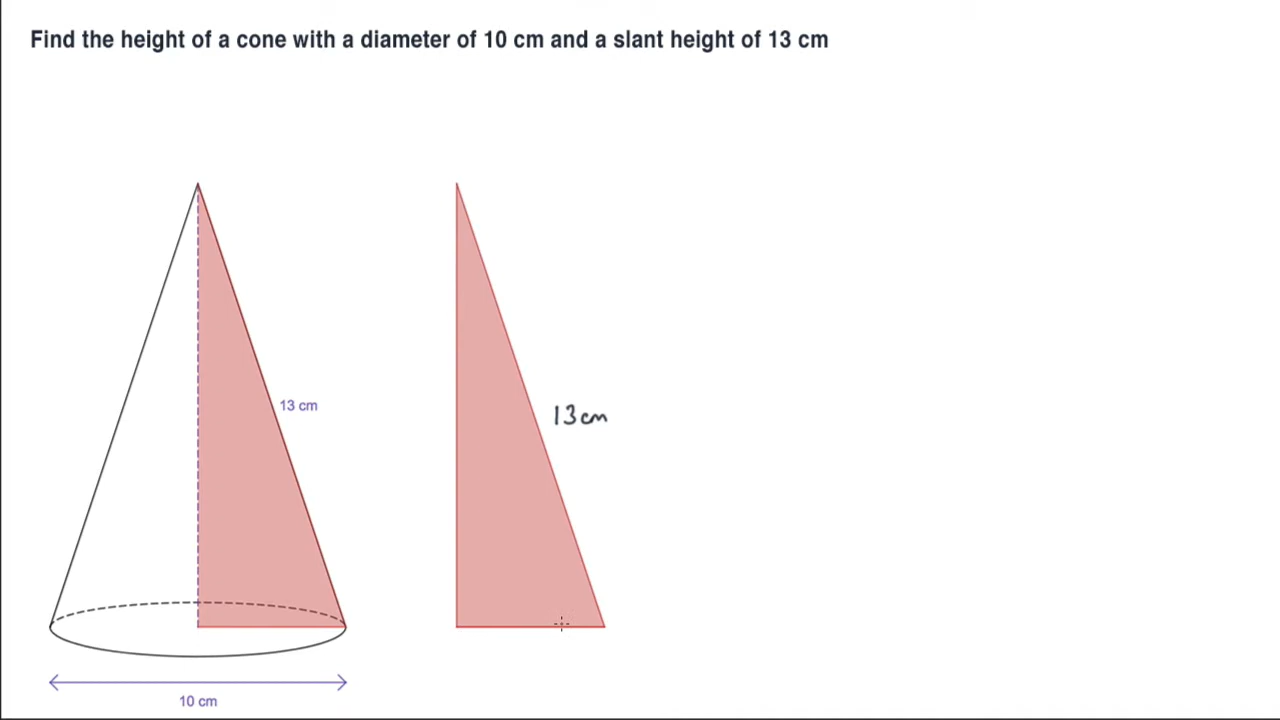 Find the height of a cone with a diameter of 10 cm and a slant height of 13 cm
13 cm
13cm
10 cm